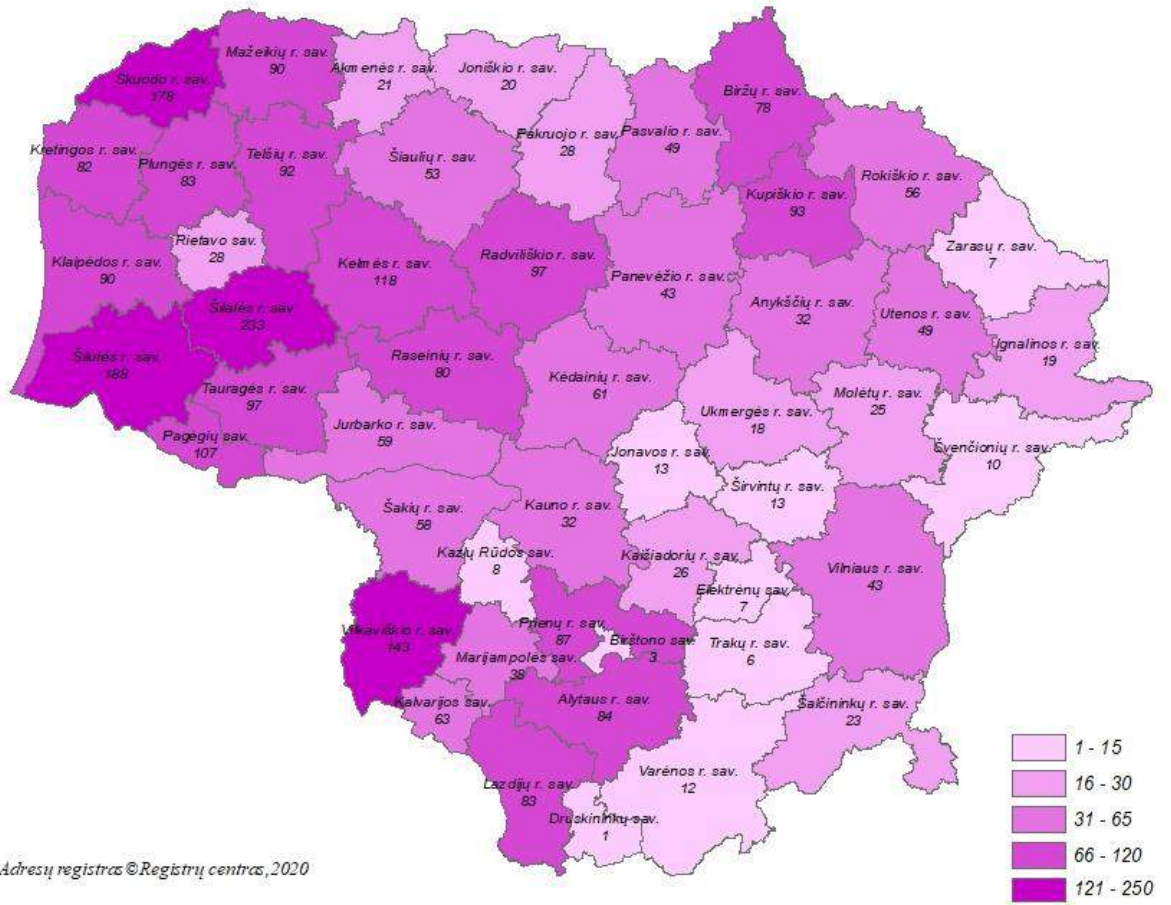 Skuodo r. sav.
178
Mažeikių r. sav.
90
Akmenės r. sav.
21
Joniškio r. sav.
20
Pakruojo r. sav.
28
Pasvalio r. sav.
49
Biržų r. sav.
78
Kretingos r. sav.
82
Plungės r. sav.
83
Telšių r. sav.
92
Šiaulių r. sav.
53
Rokiškio r. sav.
56
Kupiškio r. sav.
93
Zarasų r. sav.
7
Rietavo sav.
28
Klaipėdos r. sav.
90
Kelmės r. sav.
118
Radviliškio r. sav.
97
Panevėžio r. sav.
43
Anykščių r. sav.
32
Utenos r. sav.
49
Ignalinos r. sav.
19
Šilalės r. sav.
233
Šilutės r. sav.
188
Tauragės r. sav.
97
Raseinių r. sav.
80
Kėdainių r. sav.
61
Ukmergės r. sav.
18
Molėtų r. sav.
25
Pagėgių sav.
107
Jurbarko r. sav.
59
Jonavos r. sav.
13
Širvintų r. sav.
13
Švenčionių r. sav.
10
Šakių r. sav.
58
Kauno r. sav.
32
Kazlų Rūdos sav.
8
Kaišiadorių r. sav.
26
Elektrėnų sav.
7
Vilniaus r. sav.
43
Vilkaviškio r. sav.
143
Prienų r. sav.
87
Birštono sav.
3
Trakų r. sav.
6
Marijampolės sav.
38
Kalvarijos sav.
63
Alytaus r. sav.
84
Šalčininkų r. sav.
23
Lazdijų r. sav.
83
Varėnos r. sav.
12
Druskininkų sav.
1
1 - 15
16 - 30
31 - 65
66 - 120
121 - 250
Adresų registras©Registrų centras,2020